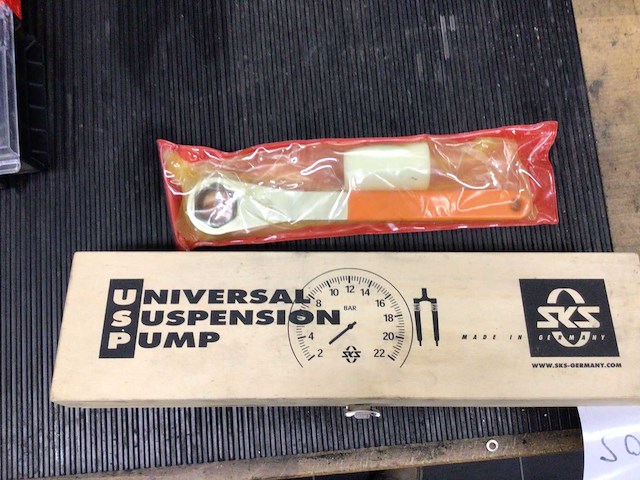 UNIVERSAL
SUSPENSION
PUMP
2 4 8 10 12 14 16 18 20 22
BAR
SKS
MADE IN
SKS
GERMANY
WWW.SKS-GERMANY.COM